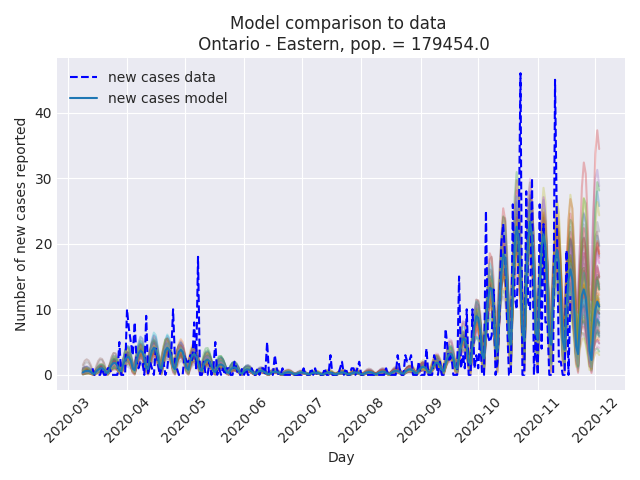 Model comparison to data
Ontario - Eastern, pop. = 179454.0
new cases data
new cases model
Number of new cases reported
40
30
20
10
0
2020-03
2020-04
2020-05
2020-06
2020-07
2020-08
2020-09
2020-10
2020-11
2020-12
Day